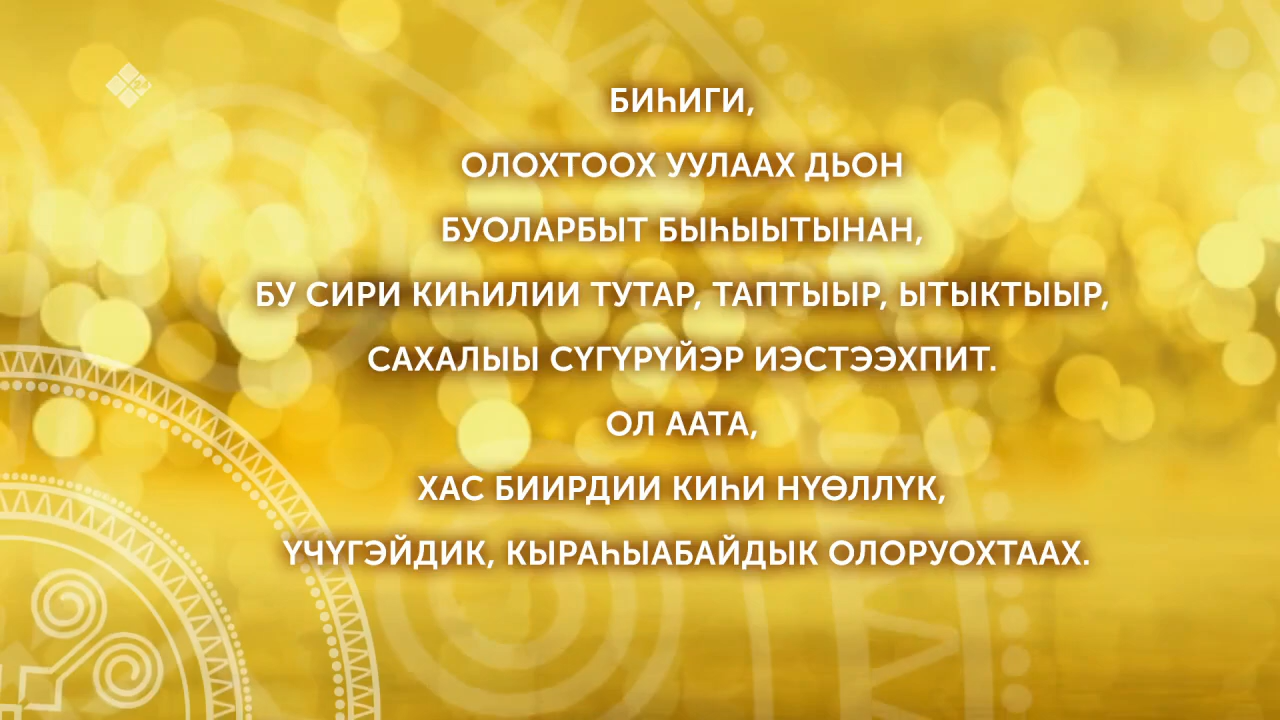 БИҺИГИ,
ОЛОХТООХ УУЛААХ ДЬОН
БУОЛАРБЫТ БЫҺЫЫТЫНАН,
БУ СИРИ КИҺИЛИИ ТУТАР, ТАПТЫЫР, ЫТЫКТЫЫР,
САХАЛЫЫ СҮГҮРҮЙЭР ИЭСТЭЭХПИТ.
ОЛ ААТА,
ХАС БИИРДИИ КИҺИ НҮӨЛЛҮК,
ҮЧҮГЭЙДИК, КЫРАҺЫАБАЙДЫК ОЛОРУОХТААХ.